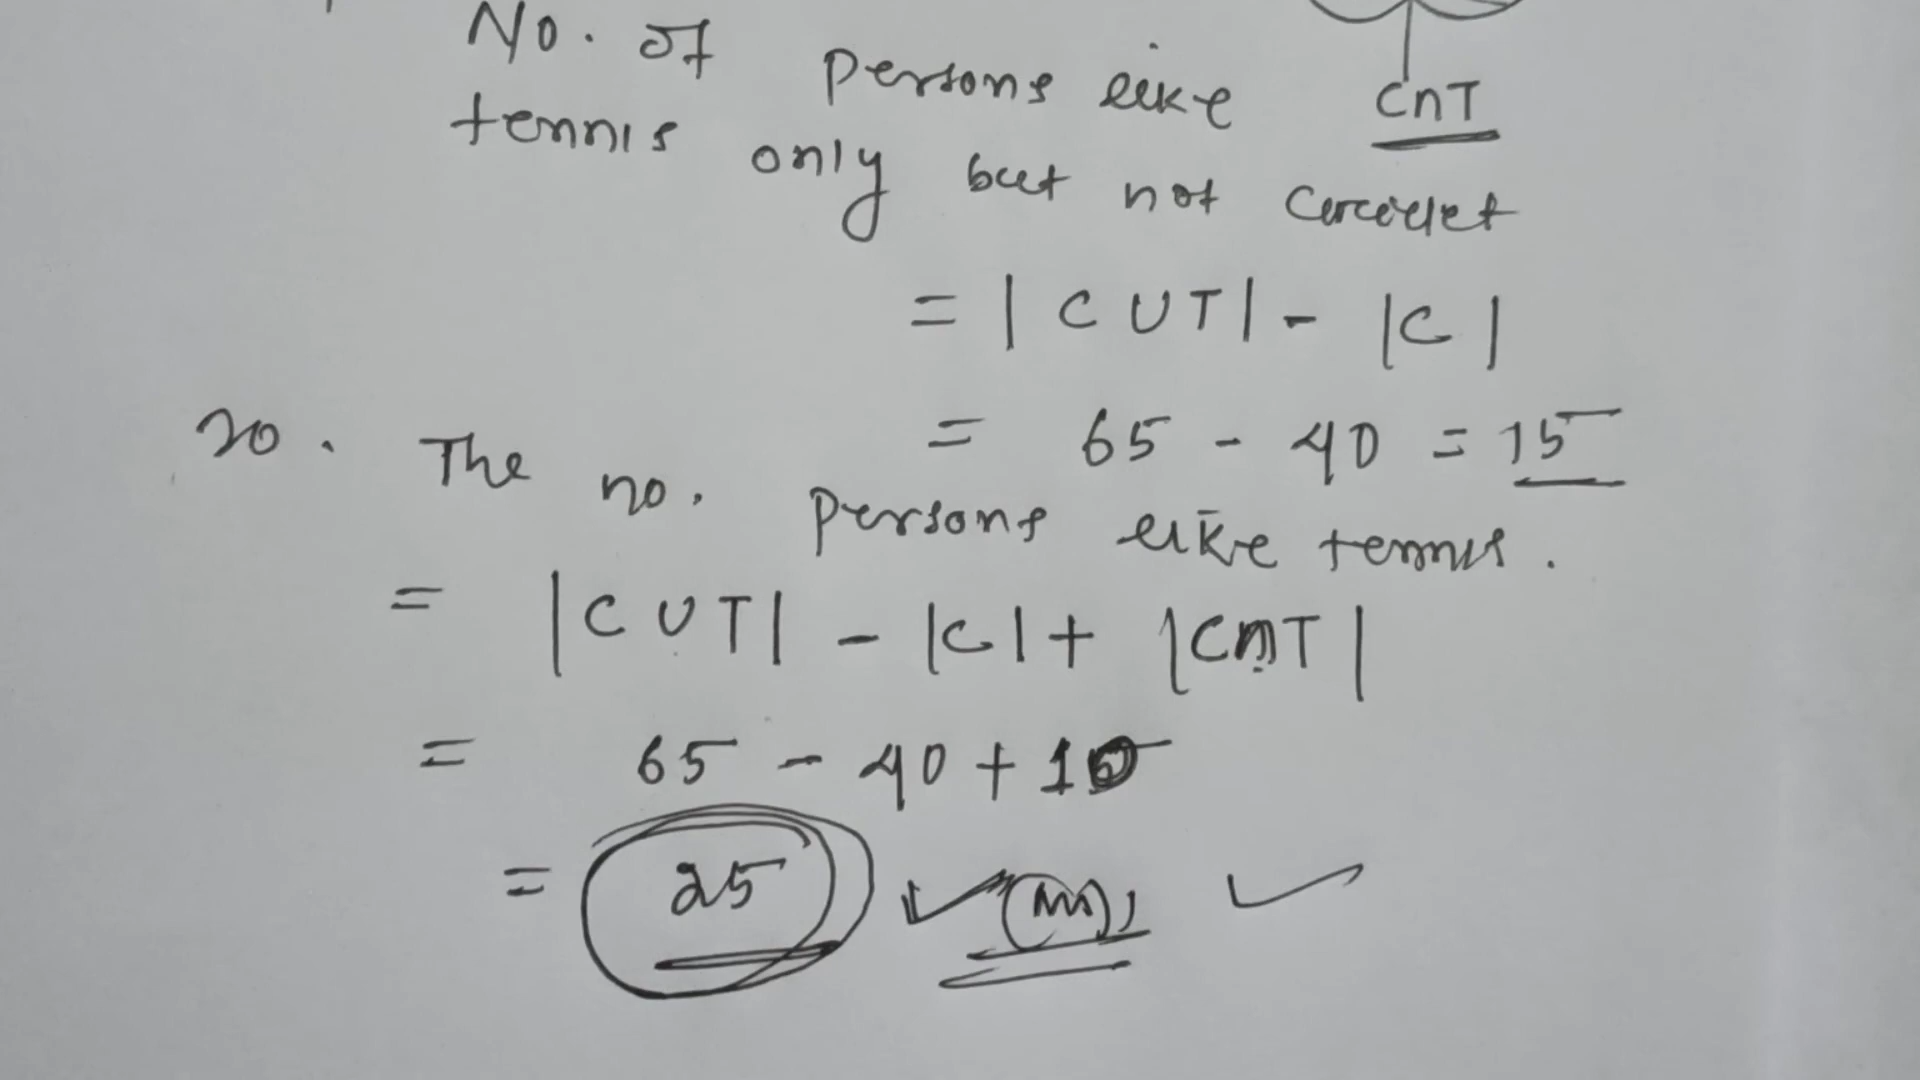 No. of persons like
C∩T
tennis only but not cricket
= |C∪T| - |C|
= 65 - 40 = 15
20. The no. persons like tennis.
= |C∪T| - |C| + |C∩T|
= 65 - 40 + 10
= 25